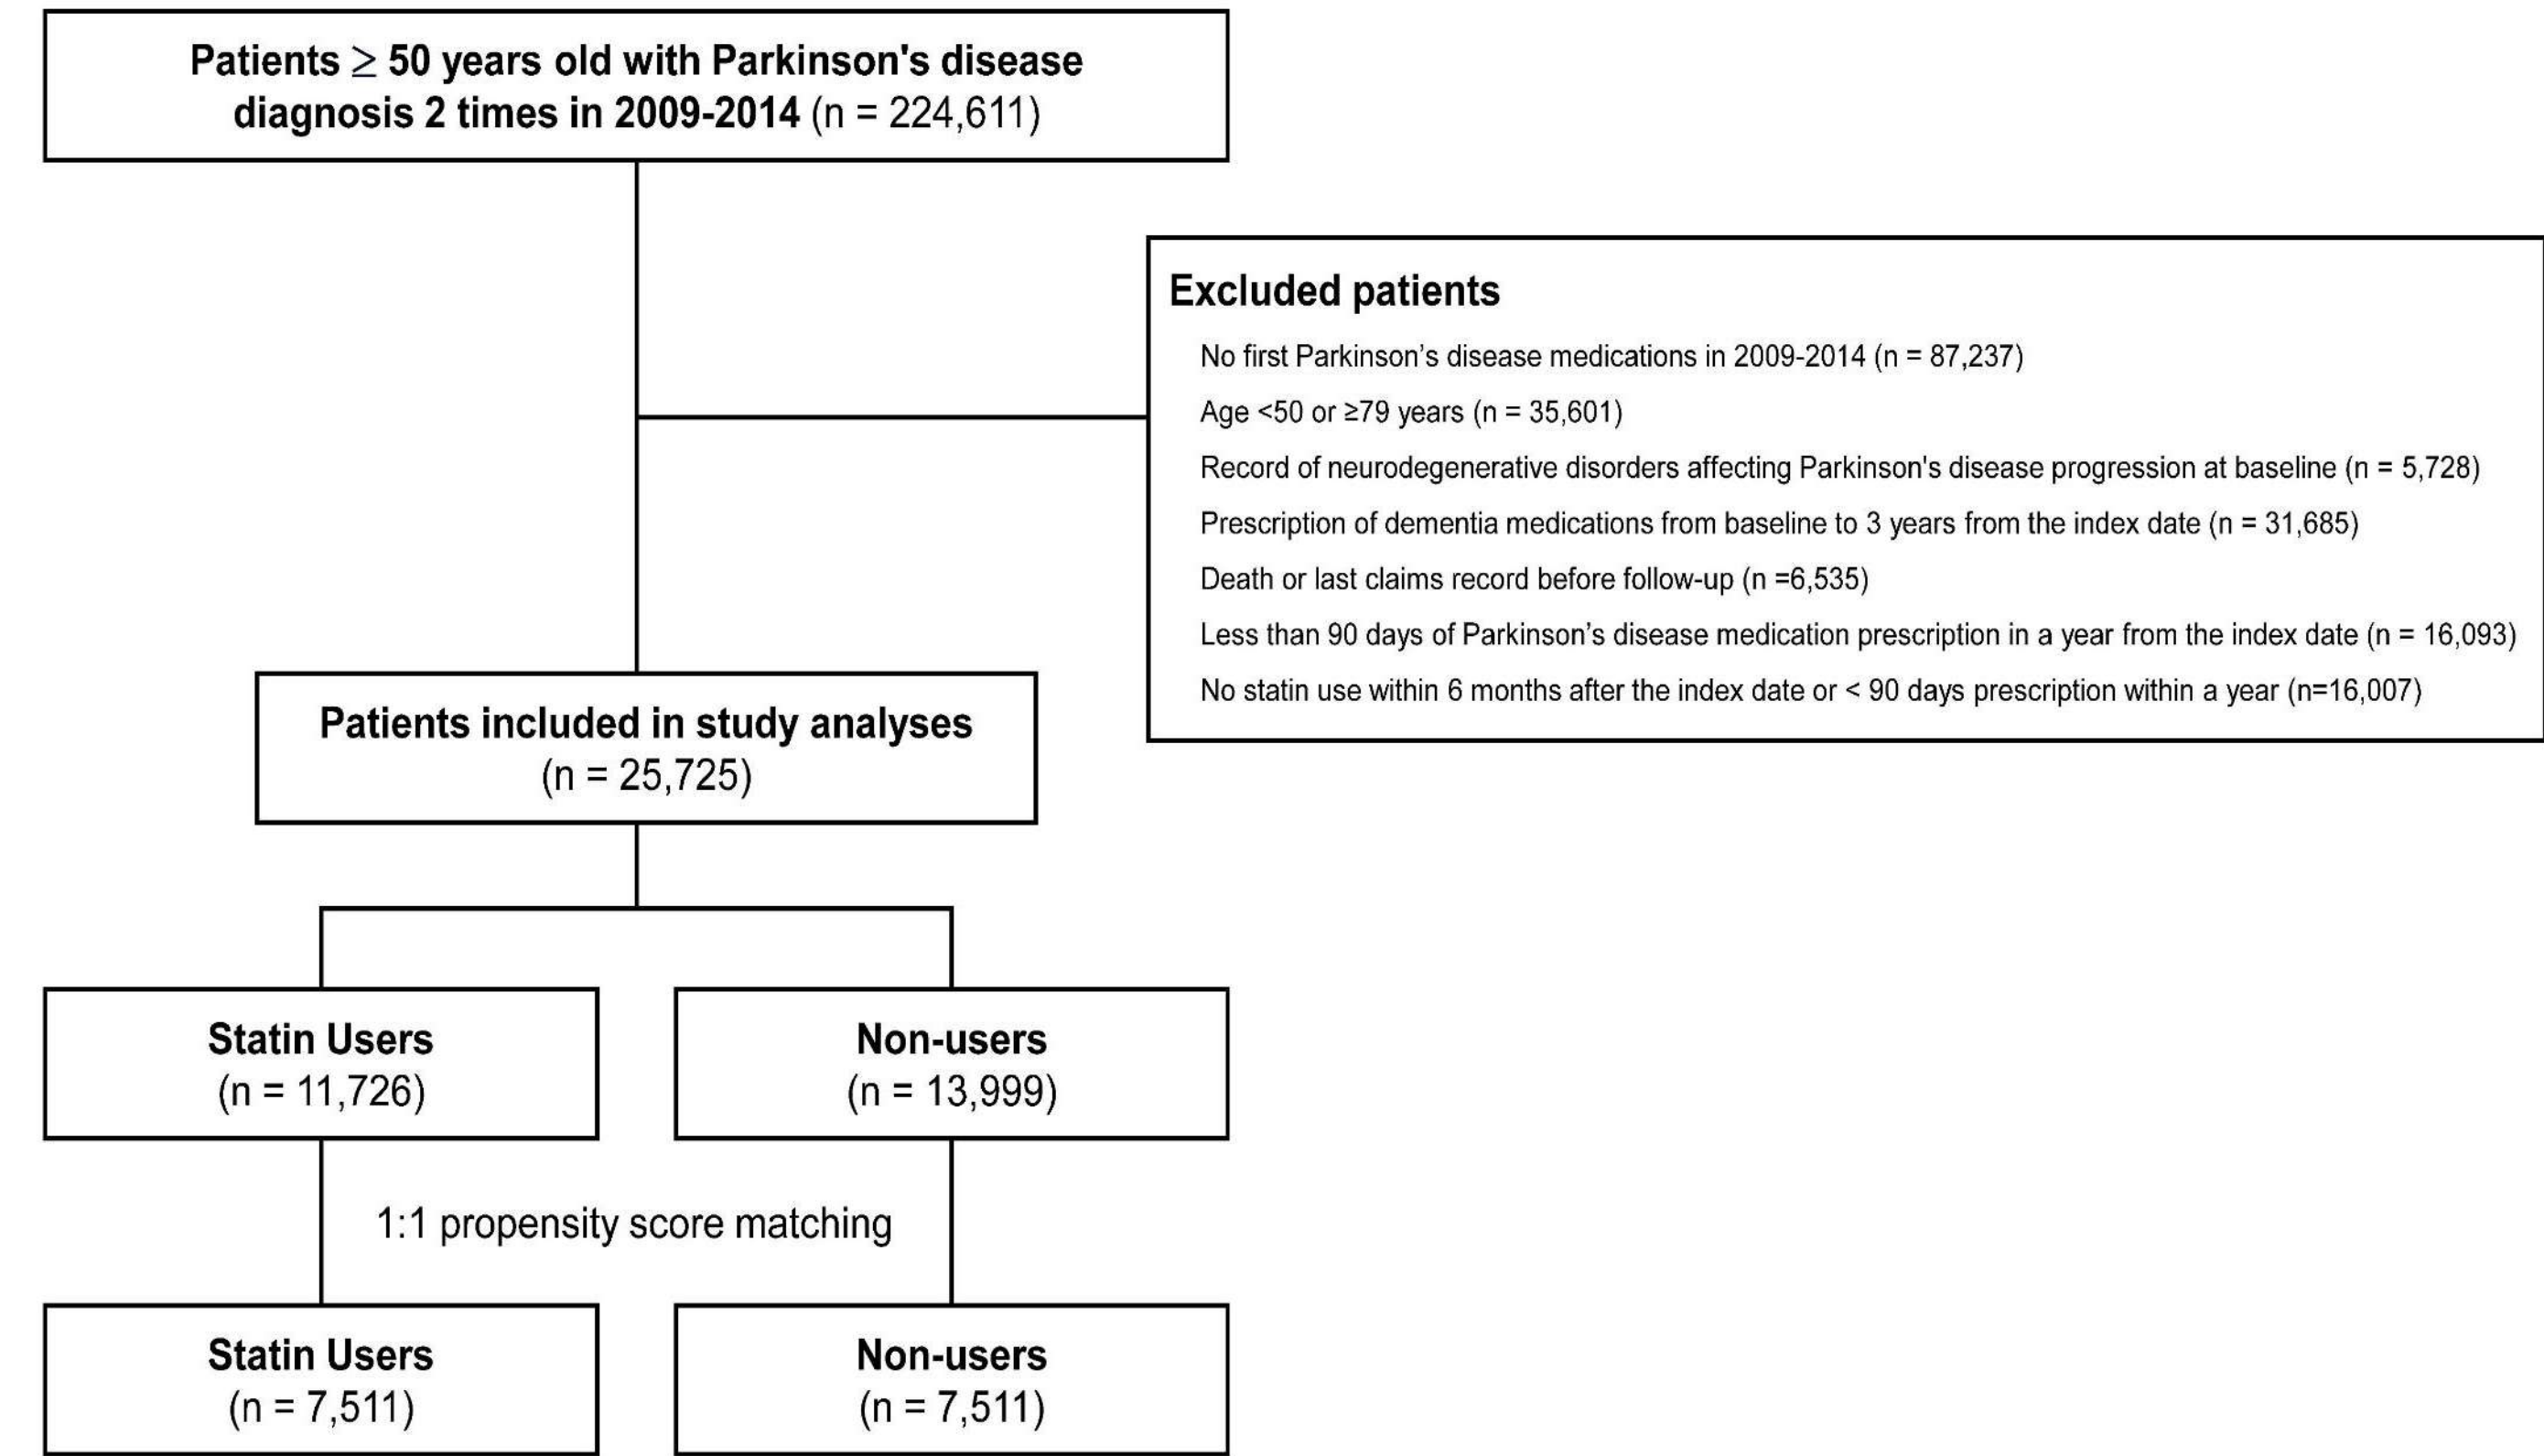 Patients ≥ 50 years old with Parkinson's disease
diagnosis 2 times in 2009-2014 (n = 224,611)
Excluded patients
No first Parkinson’s disease medications in 2009-2014 (n = 87,237)
Age <50 or ≥79 years (n = 35,601)
Record of neurodegenerative disorders affecting Parkinson's disease progression at baseline (n = 5,728)
Prescription of dementia medications from baseline to 3 years from the index date (n = 31,685)
Death or last claims record before follow-up (n =6,535)
Less than 90 days of Parkinson’s disease medication prescription in a year from the index date (n = 16,093)
No statin use within 6 months after the index date or < 90 days prescription within a year (n=16,007)
Patients included in study analyses
(n = 25,725)
Statin Users
(n = 11,726)
Non-users
(n = 13,999)
1:1 propensity score matching
Statin Users
(n = 7,511)
Non-users
(n = 7,511)